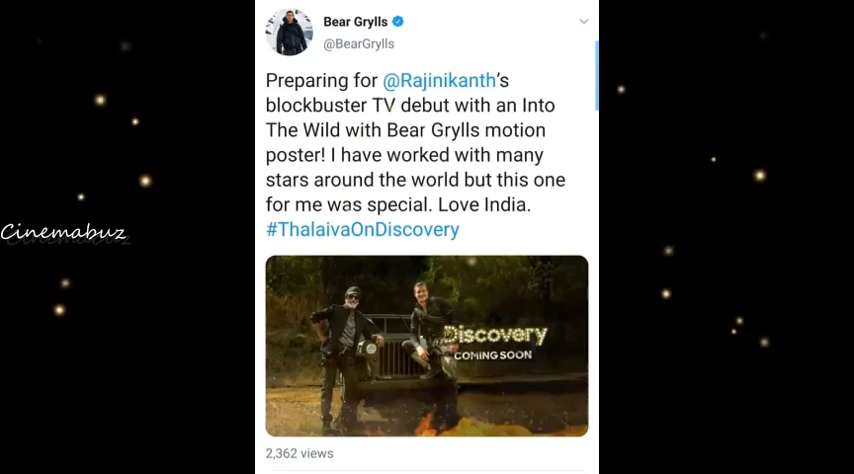 Bear Grylls
@BearGrylls
Preparing for @Rajinikanth's
blockbuster TV debut with an Into
The Wild with Bear Grylls motion
poster! I have worked with many
stars around the world but this one
for me was special. Love India.
#ThalaivaOnDiscovery
Cinemabuz
Discovery
COMING SOON
2,362 views